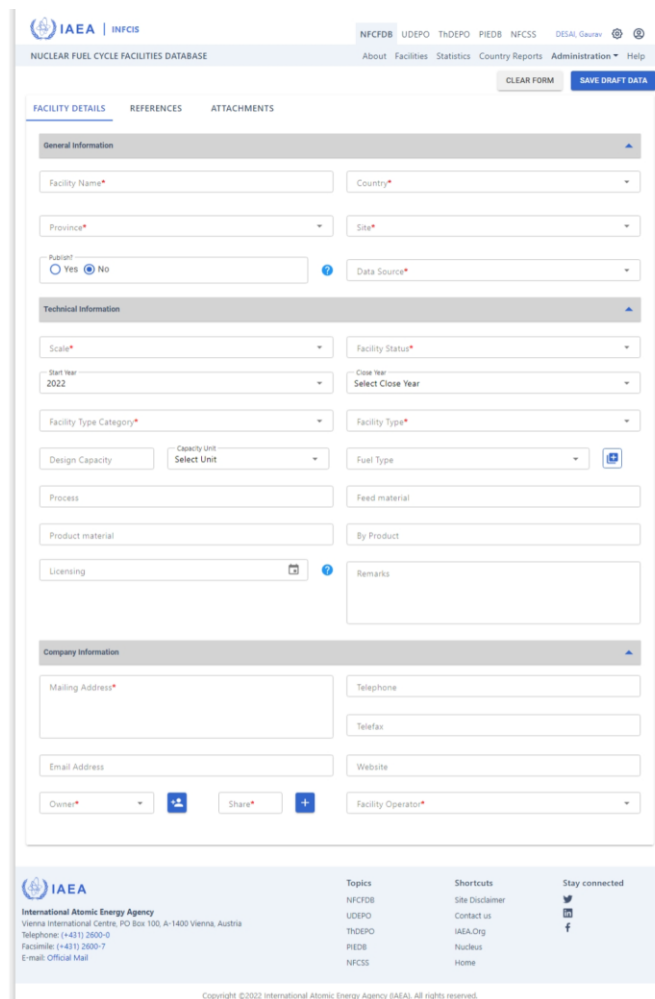 IAEA | INFCIS
NFCFDB UDEPO ThDEPO PIEDB NFCSS DESAI, Gaurav
NUCLEAR FUEL CYCLE FACILITIES DATABASE
About Facilities Statistics Country Reports Administration Help
CLEAR FORM SAVE DRAFT DATA
FACILITY DETAILS REFERENCES ATTACHMENTS
General Information
Facility Name* Country*
Province* Site*
Publish?
Yes No ? Data Source*
Technical Information
Scale* Facility Status*
Start Year Close Year
2022 Select Close Year
Facility Type Category* Facility Type*
Capacity Unit
Design Capacity Select Unit Fuel Type
Process Feed material
Product material By Product
Licensing ? Remarks
Company Information
Mailing Address* Telephone
Telefax
Email Address Website
Owner* Share* + Facility Operator*
IAEA
International Atomic Energy Agency
Vienna International Centre, PO Box 100, A-1400 Vienna, Austria
Telephone: (+431) 2600-0
Facsimile: (+431) 2600-7
E-mail: Official Mail
Topics
NFCFDB
UDEPO
ThDEPO
PIEDB
NFCSS
Shortcuts
Site Disclaimer
Contact us
IAEA.Org
Nucleus
Home
Stay connected
Copyright ©2022 International Atomic Energy Agency (IAEA). All rights reserved.